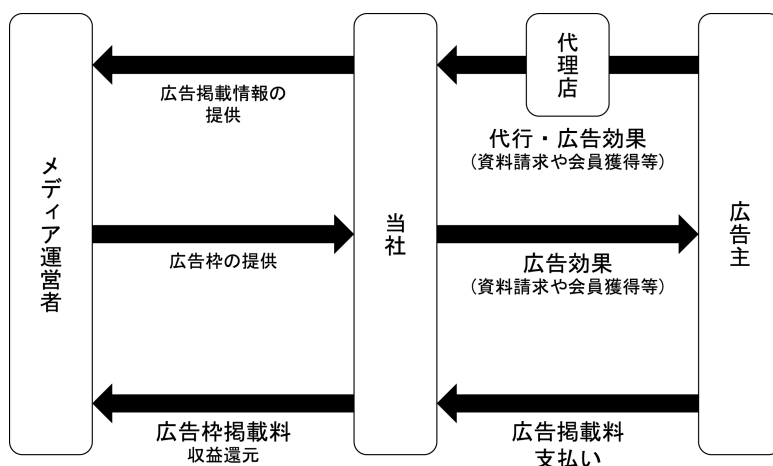 代理店
広告掲載情報の
提供
代行・広告効果
(資料請求や会員獲得等)
メディア運営者
当社
広告主
広告枠の提供
広告効果
(資料請求や会員獲得等)
広告枠掲載料
収益還元
広告掲載料
支払い